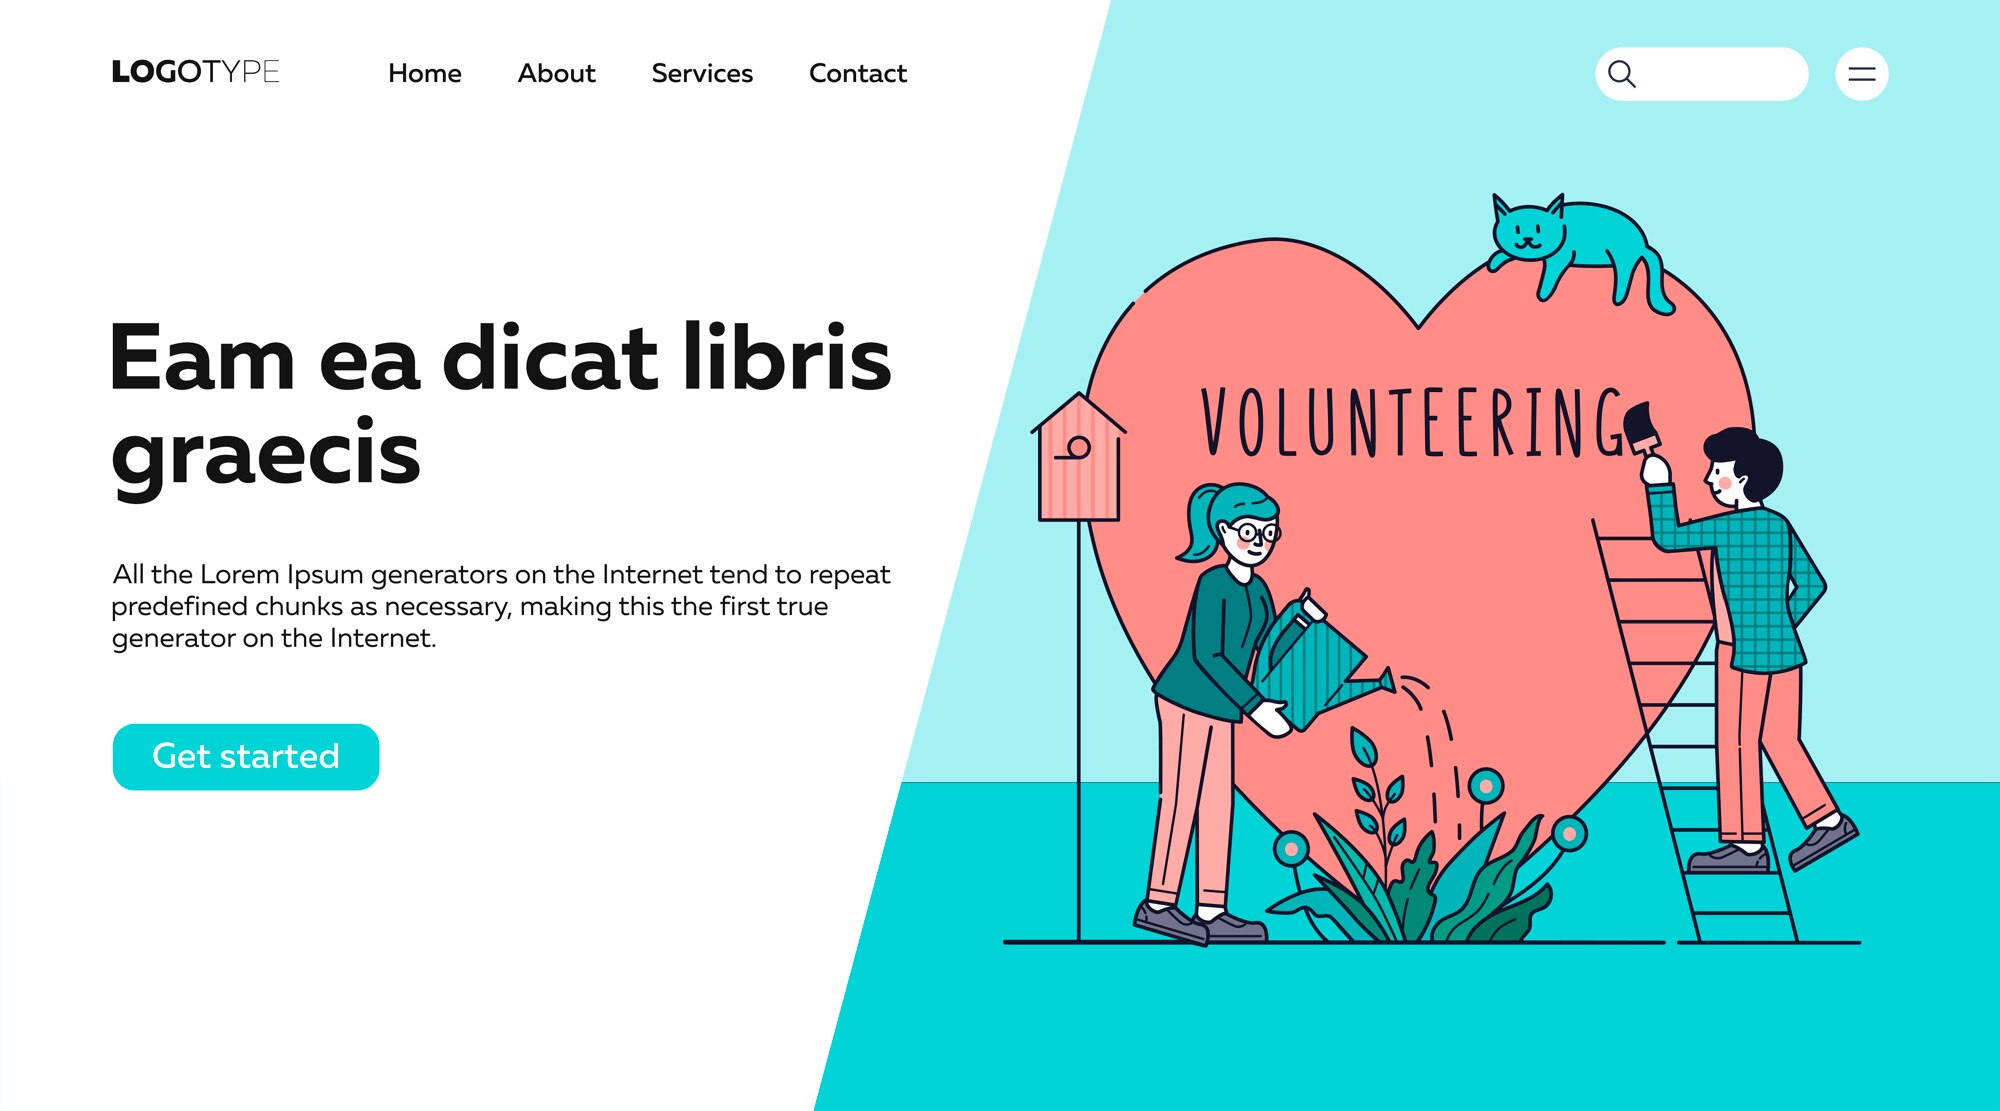 LOGOTYPE Home About Services Contact
Eam ea dicat libris
graecis
All the Lorem Ipsum generators on the Internet tend to repeat
predefined chunks as necessary, making this the first true
generator on the Internet.
Get started
VOLUNTEERING